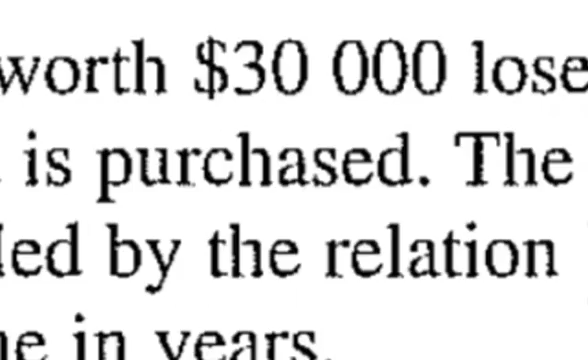 worth $30 000 lose
is purchased. The
led by the relation
ne in years.